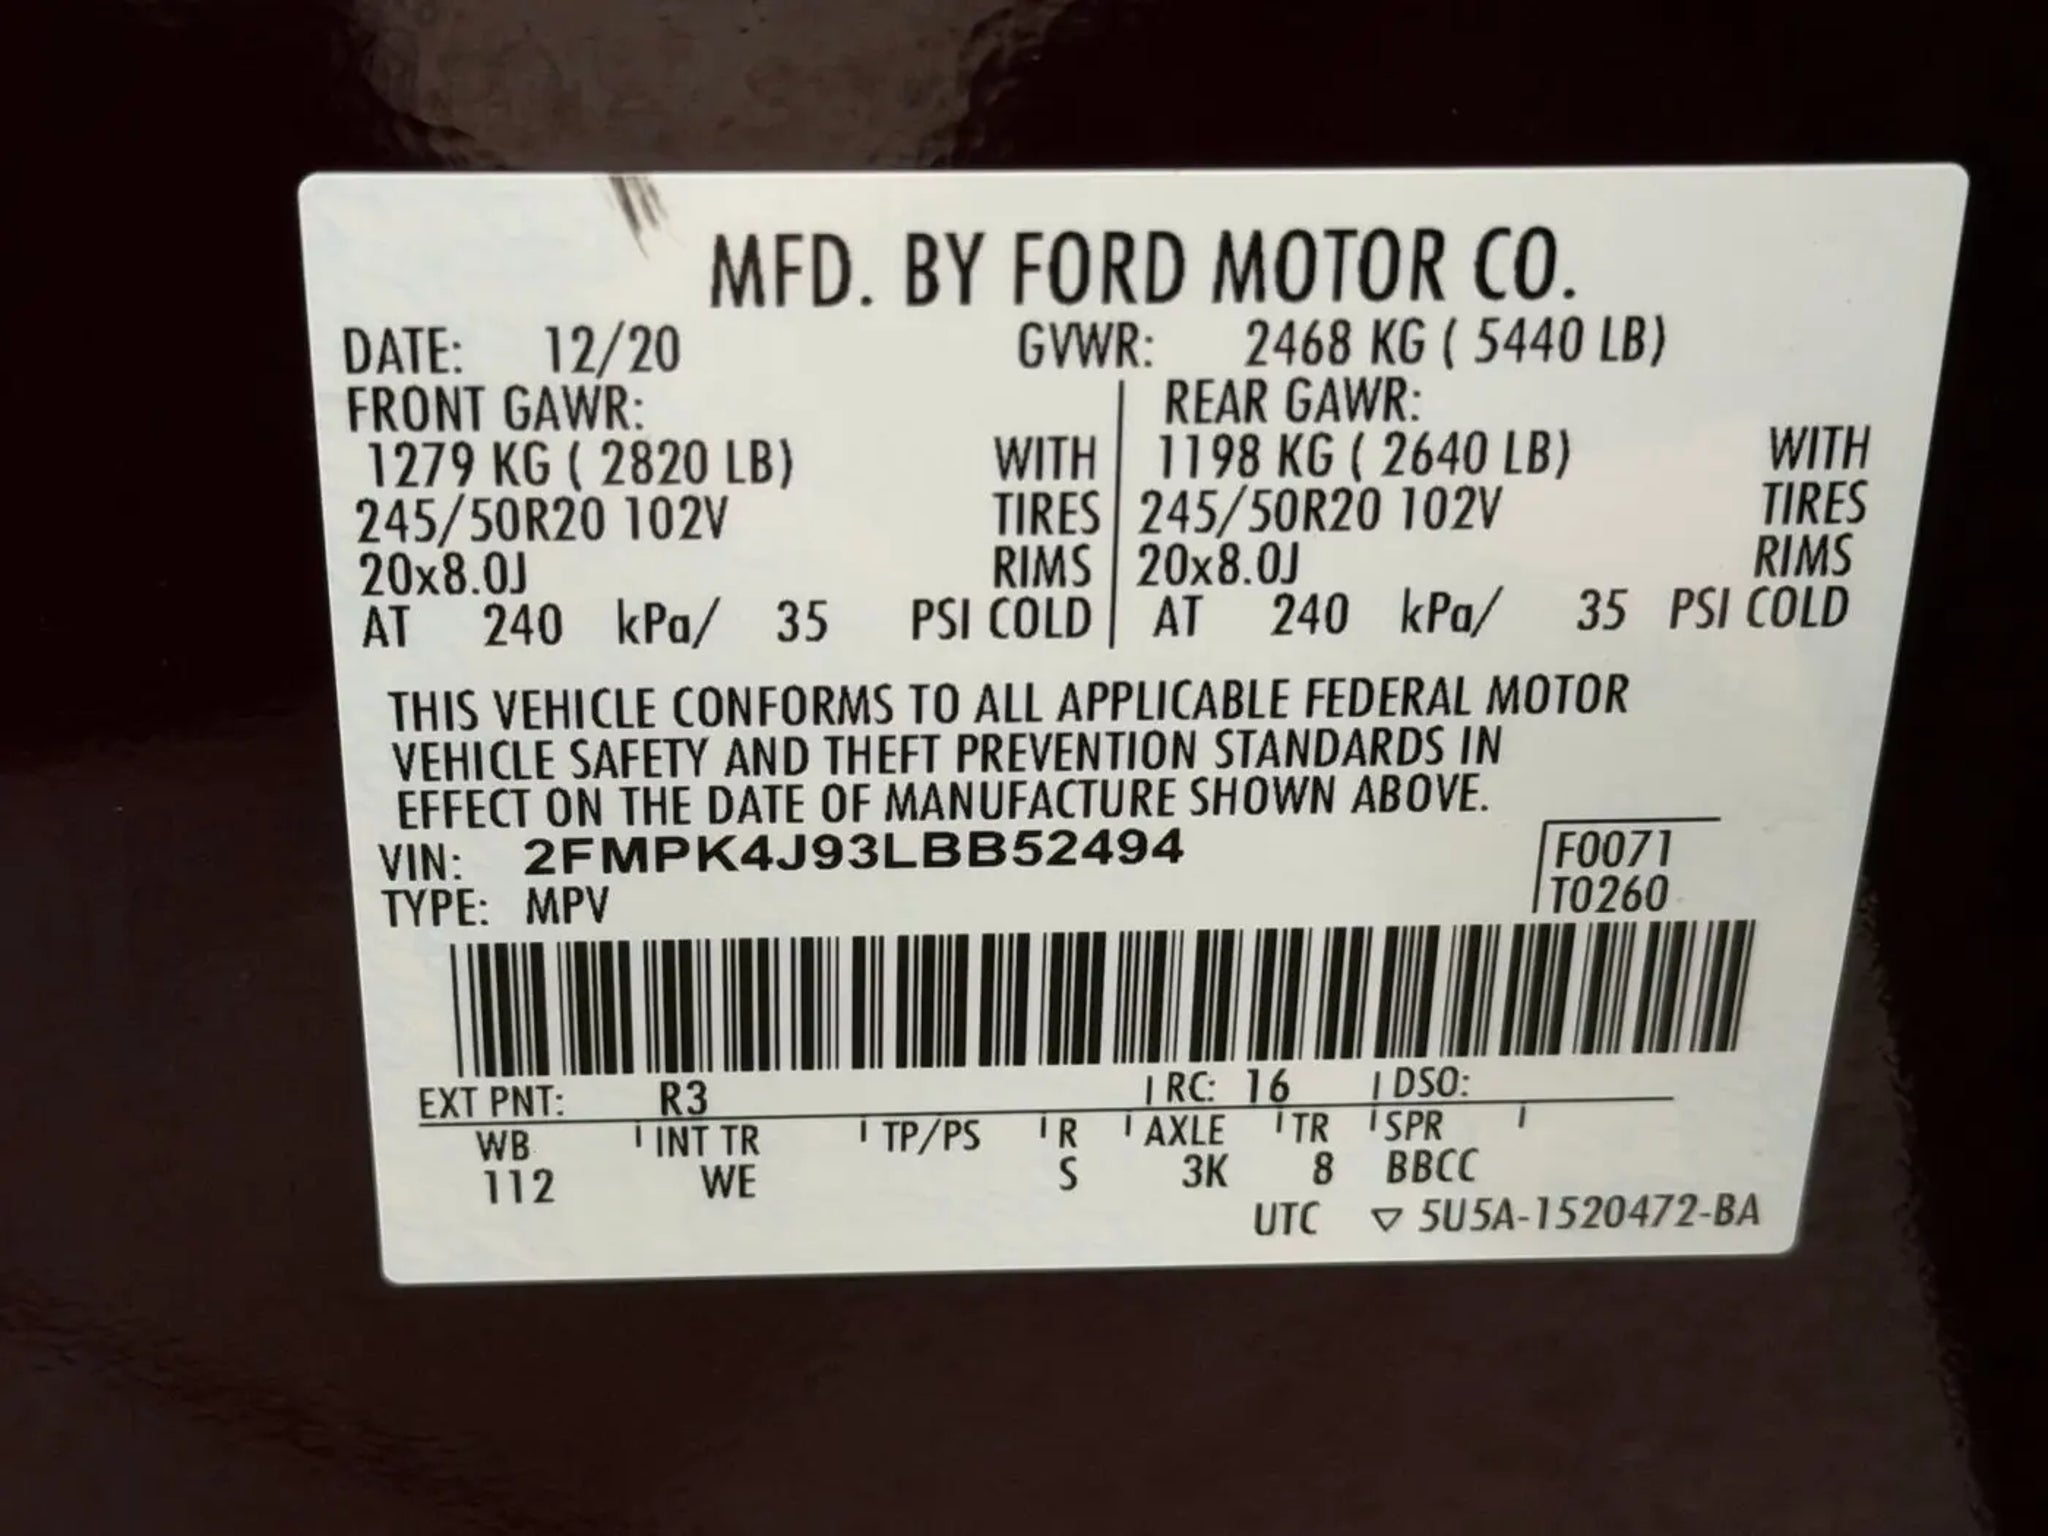 MFD. BY FORD MOTOR CO.
DATE: 12/20 GVWR: 2468 KG ( 5440 LB)
FRONT GAWR: REAR GAWR:
1279 KG ( 2820 LB) WITH 1198 KG ( 2640 LB) WITH
245/50R20 102V TIRES 245/50R20 102V TIRES
20x8.0J RIMS 20x8.0J RIMS
AT 240 kPa/ 35 PSI COLD AT 240 kPa/ 35 PSI COLD
THIS VEHICLE CONFORMS TO ALL APPLICABLE FEDERAL MOTOR
VEHICLE SAFETY AND THEFT PREVENTION STANDARDS IN
EFFECT ON THE DATE OF MANUFACTURE SHOWN ABOVE.
VIN: 2FMPK4J93LBB52494 F0071
TYPE: MPV T0260
EXT PNT: R3 RC: 16 DSO:
WB INT TR TP/PS R AXLE TR SPR
112 WE S 3K 8 BBCC
UTC ▽ 5U5A-1520472-BA